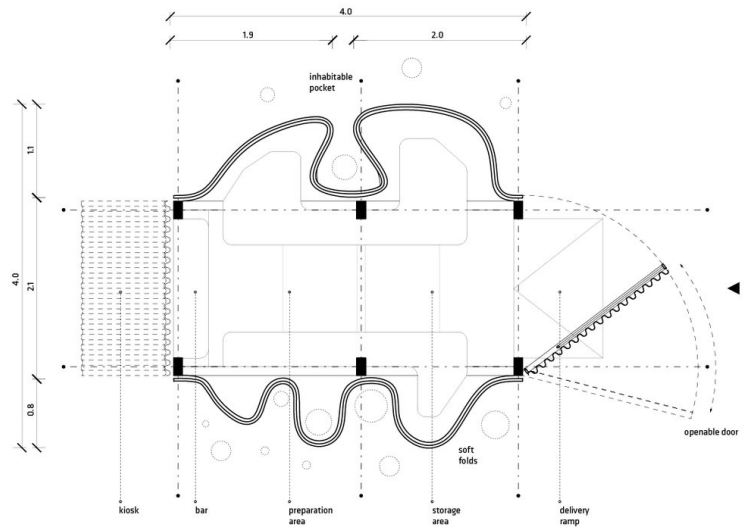 4.0
1.9
2.0
inhabitable
pocket
1.1
4.0
2.1
0.8
openable door
soft
folds
kiosk
bar
preparation
area
storage
area
delivery
ramp